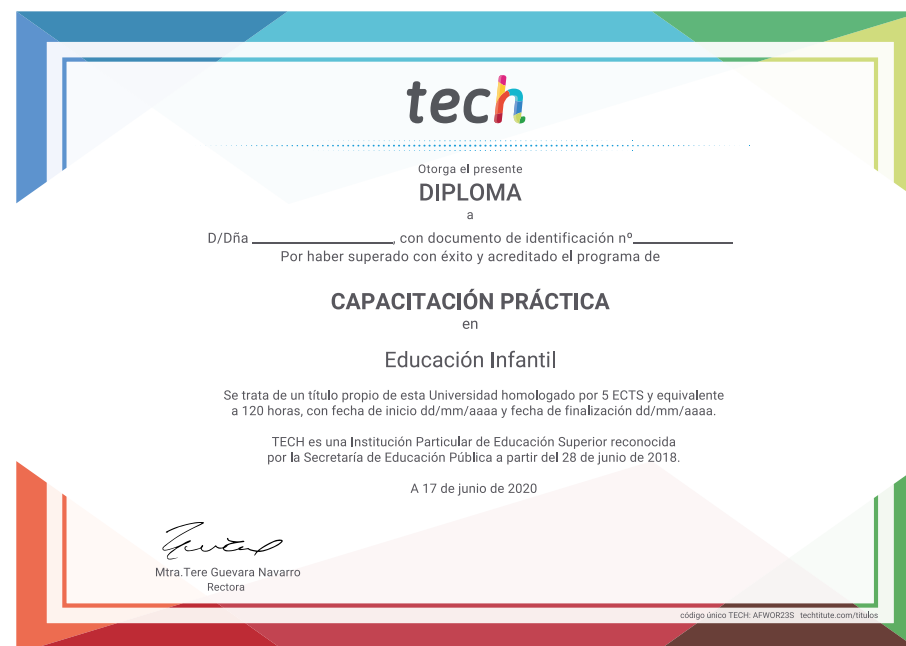 tech
Otorga el presente
DIPLOMA
a
D/Dña ____________________, con documento de identificación nº______________
Por haber superado con éxito y acreditado el programa de
CAPACITACIÓN PRÁCTICA
en
Educación Infantil
Se trata de un título propio de esta Universidad homologado por 5 ECTS y equivalente
a 120 horas, con fecha de inicio dd/mm/aaaa y fecha de finalización dd/mm/aaaa.
TECH es una Institución Particular de Educación Superior reconocida
por la Secretaría de Educación Pública a partir del 28 de junio de 2018.
A 17 de junio de 2020
Mtra.Tere Guevara Navarro
Rectora
código único TECH: AFWOR23S techtitute.com/titulos